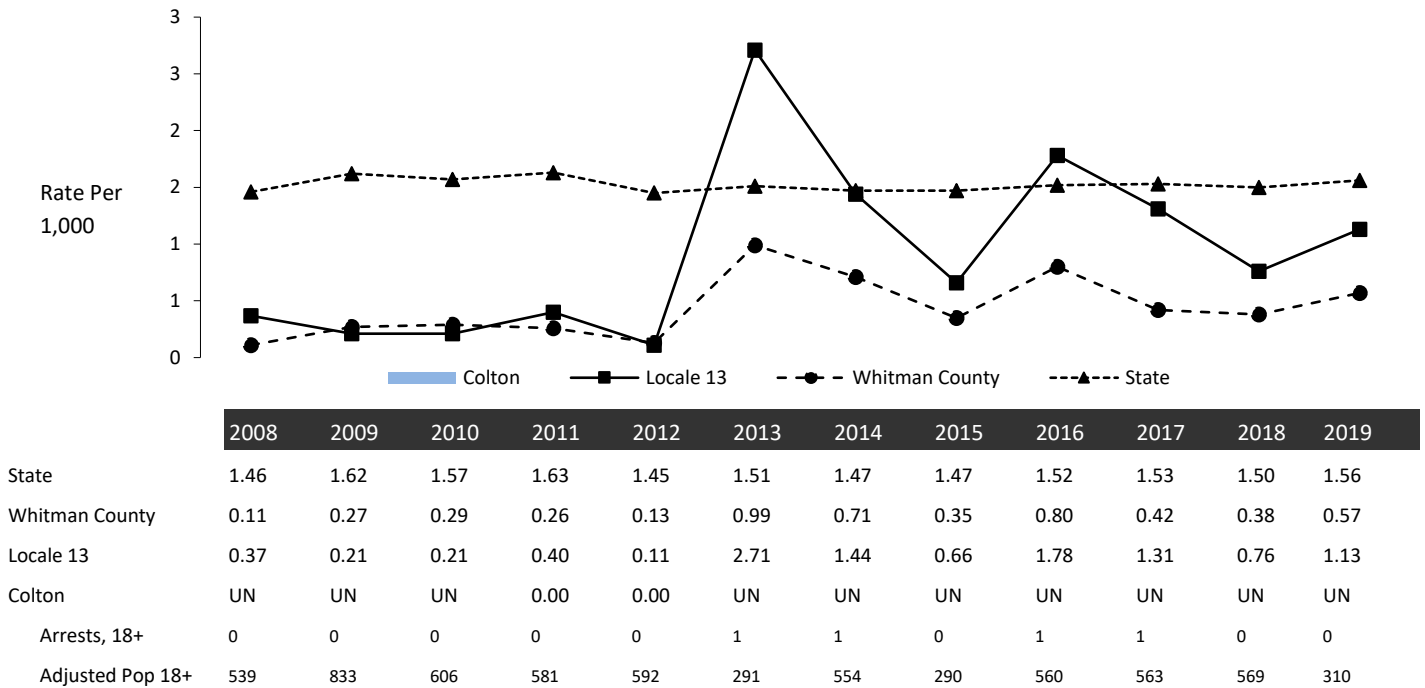 3
3
2
2
1
1
0
Rate Per
1,000
Colton Locale 13 Whitman County State
2008 2009 2010 2011 2012 2013 2014 2015 2016 2017 2018 2019
State 1.46 1.62 1.57 1.63 1.45 1.51 1.47 1.47 1.52 1.53 1.50 1.56
Whitman County 0.11 0.27 0.29 0.26 0.13 0.99 0.71 0.35 0.80 0.42 0.38 0.57
Locale 13 0.37 0.21 0.21 0.40 0.11 2.71 1.44 0.66 1.78 1.31 0.76 1.13
Colton UN UN UN 0.00 0.00 UN UN UN UN UN UN UN
Arrests, 18+ 0 0 0 0 0 1 1 0 1 1 0 0
Adjusted Pop 18+ 539 833 606 581 592 291 554 290 560 563 569 310